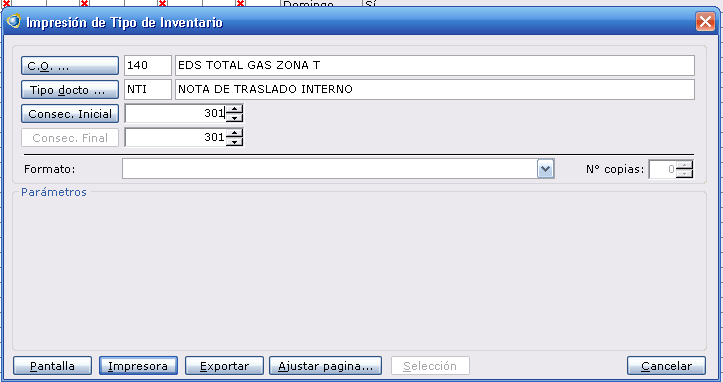 Domingo Sí
Impresión de Tipo de Inventario
C.O. ... 140 EDS TOTAL GAS ZONA T
Tipo docto ... NTI NOTA DE TRASLADO INTERNO
Consec. Inicial 301
Consec. Final 301
Formato: N° copias: 0
Parámetros
Pantalla Impresora Exportar Ajustar pagina... Selección Cancelar